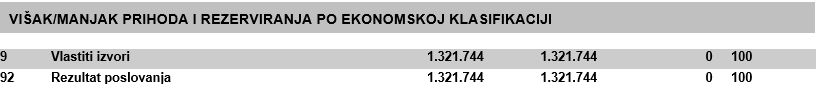 VIŠAK/MANJAK PRIHODA I REZERVIRANJA PO EKONOMSKOJ KLASIFIKACIJI
9 Vlastiti izvori 1.321.744 1.321.744 0 100
92 Rezultat poslovanja 1.321.744 1.321.744 0 100